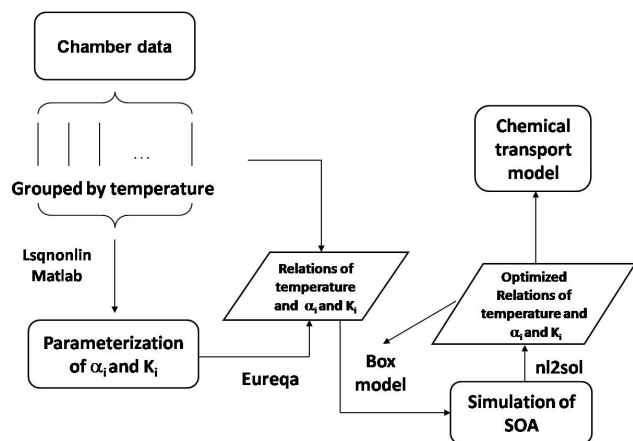 Chamber data
...
Grouped by temperature
Lsqnonlin
Matlab
Parameterization
of αi and Ki
Eureqa
Relations of
temperature
and αi and Ki
Box
model
Simulation of
SOA
nl2sol
Optimized
Relations of
temperature and
αi and Ki
Chemical
transport
model